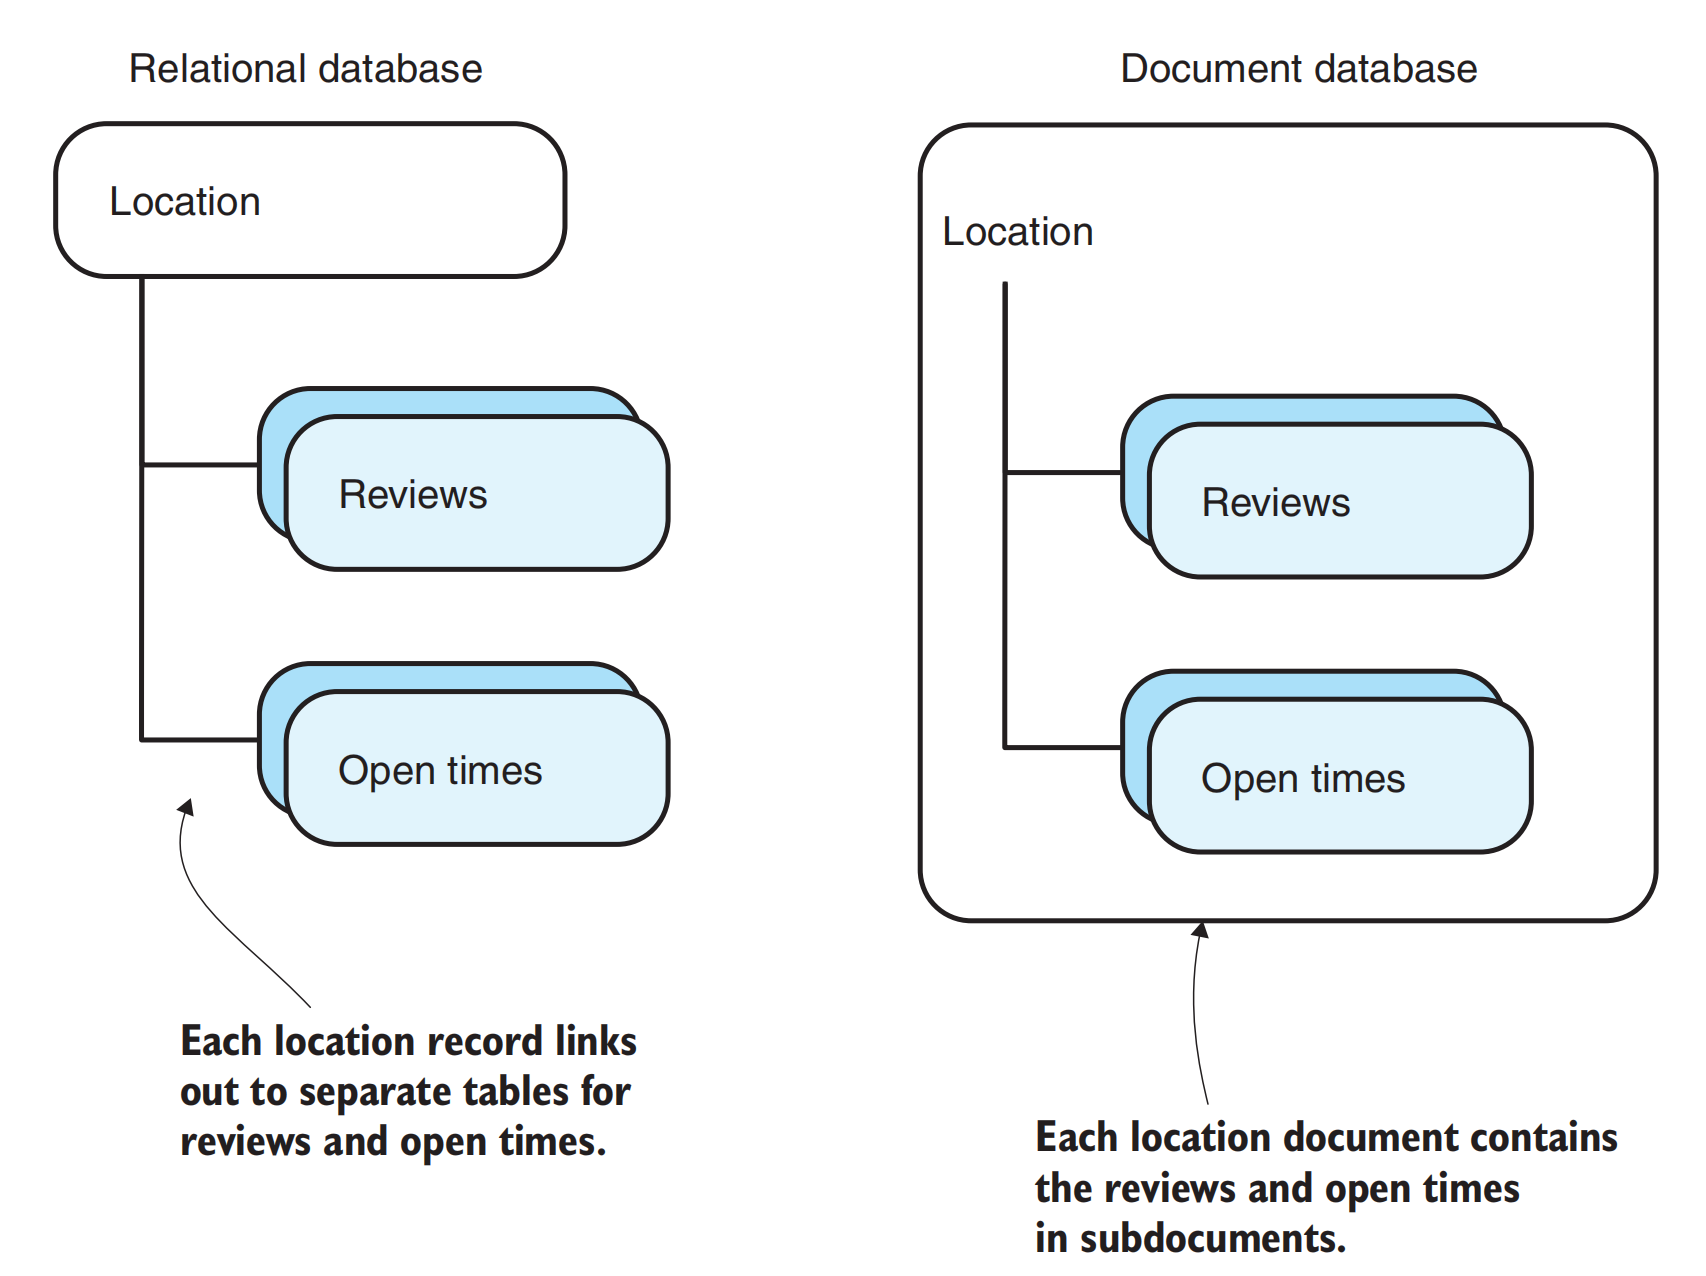 Relational database
Location
Reviews
Open times
Each location record links
out to separate tables for
reviews and open times.
Document database
Location
Reviews
Open times
Each location document contains
the reviews and open times
in subdocuments.